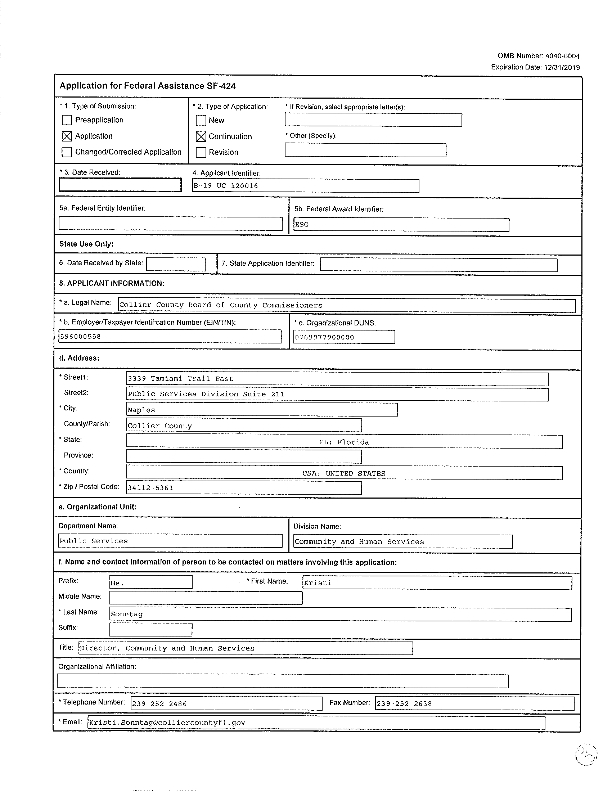 OMB Number: 4040-0004
Expiration Date: 12/31/2019
Application for Federal Assistance SF-424
* 1. Type of Submission: * 2. Type of Application: * If Revision, select appropriate letter(s):
Preapplication New
Application Continuation * Other (Specify)
Changed/Corrected Application Revision
* 3. Date Received: 4. Applicant Identifier:
B-19 UC 120016
5a. Federal Entity Identifier: 5b. Federal Award Identifier:
ESG
State Use Only:
6. Date Received by State: 7. State Application Identifier:
8. APPLICANT INFORMATION:
* a. Legal Name: Collier County Board of County Commissioners
* b. Employer/Taxpayer Identification Number (EIN/TIN): * c. Organizational DUNS:
d. Address:
* Street1: 3339 Tamiami Trail East
Street2: Public Services Division Suite 211
* City: Naples
County/Parish: Collier County
* State: FL: Florida
Province:
* Country: USA: UNITED STATES
* Zip / Postal Code: 34112-5361
e. Organizational Unit:
Department Name: Division Name:
Public Services Community and Human Services
f. Name and contact information of person to be contacted on matters involving this application:
Prefix: * First Name: Kristi
Middle Name:
* Last Name: Sonntag
Suffix:
Title: Director, Community and Human Services
Organizational Affiliation:
* Telephone Number: 239-252-2486 Fax Number: 239-252-2638
* Email: Kristi.Sonntag@colliercountyfl.gov